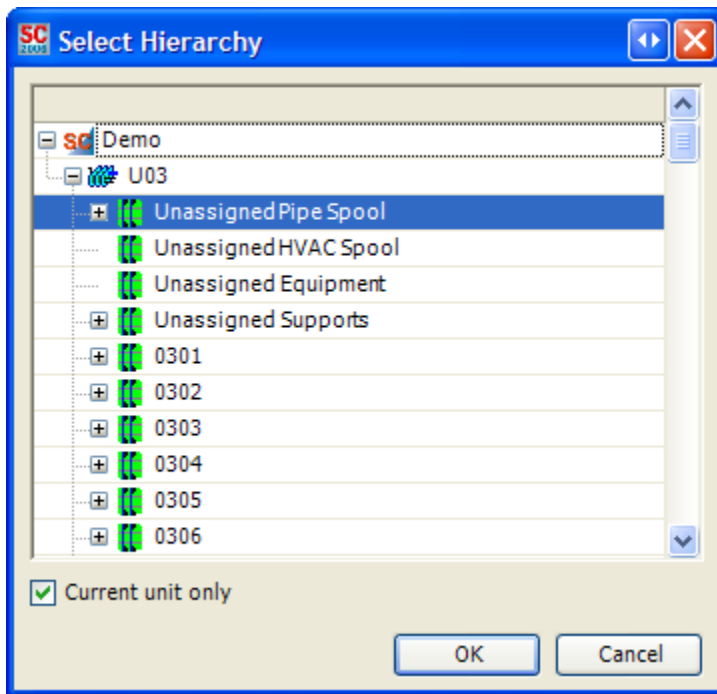 SC
2008
Select Hierarchy
SC Demo
U03
Unassigned Pipe Spool
Unassigned HVAC Spool
Unassigned Equipment
Unassigned Supports
0301
0302
0303
0304
0305
0306
Current unit only
OK
Cancel